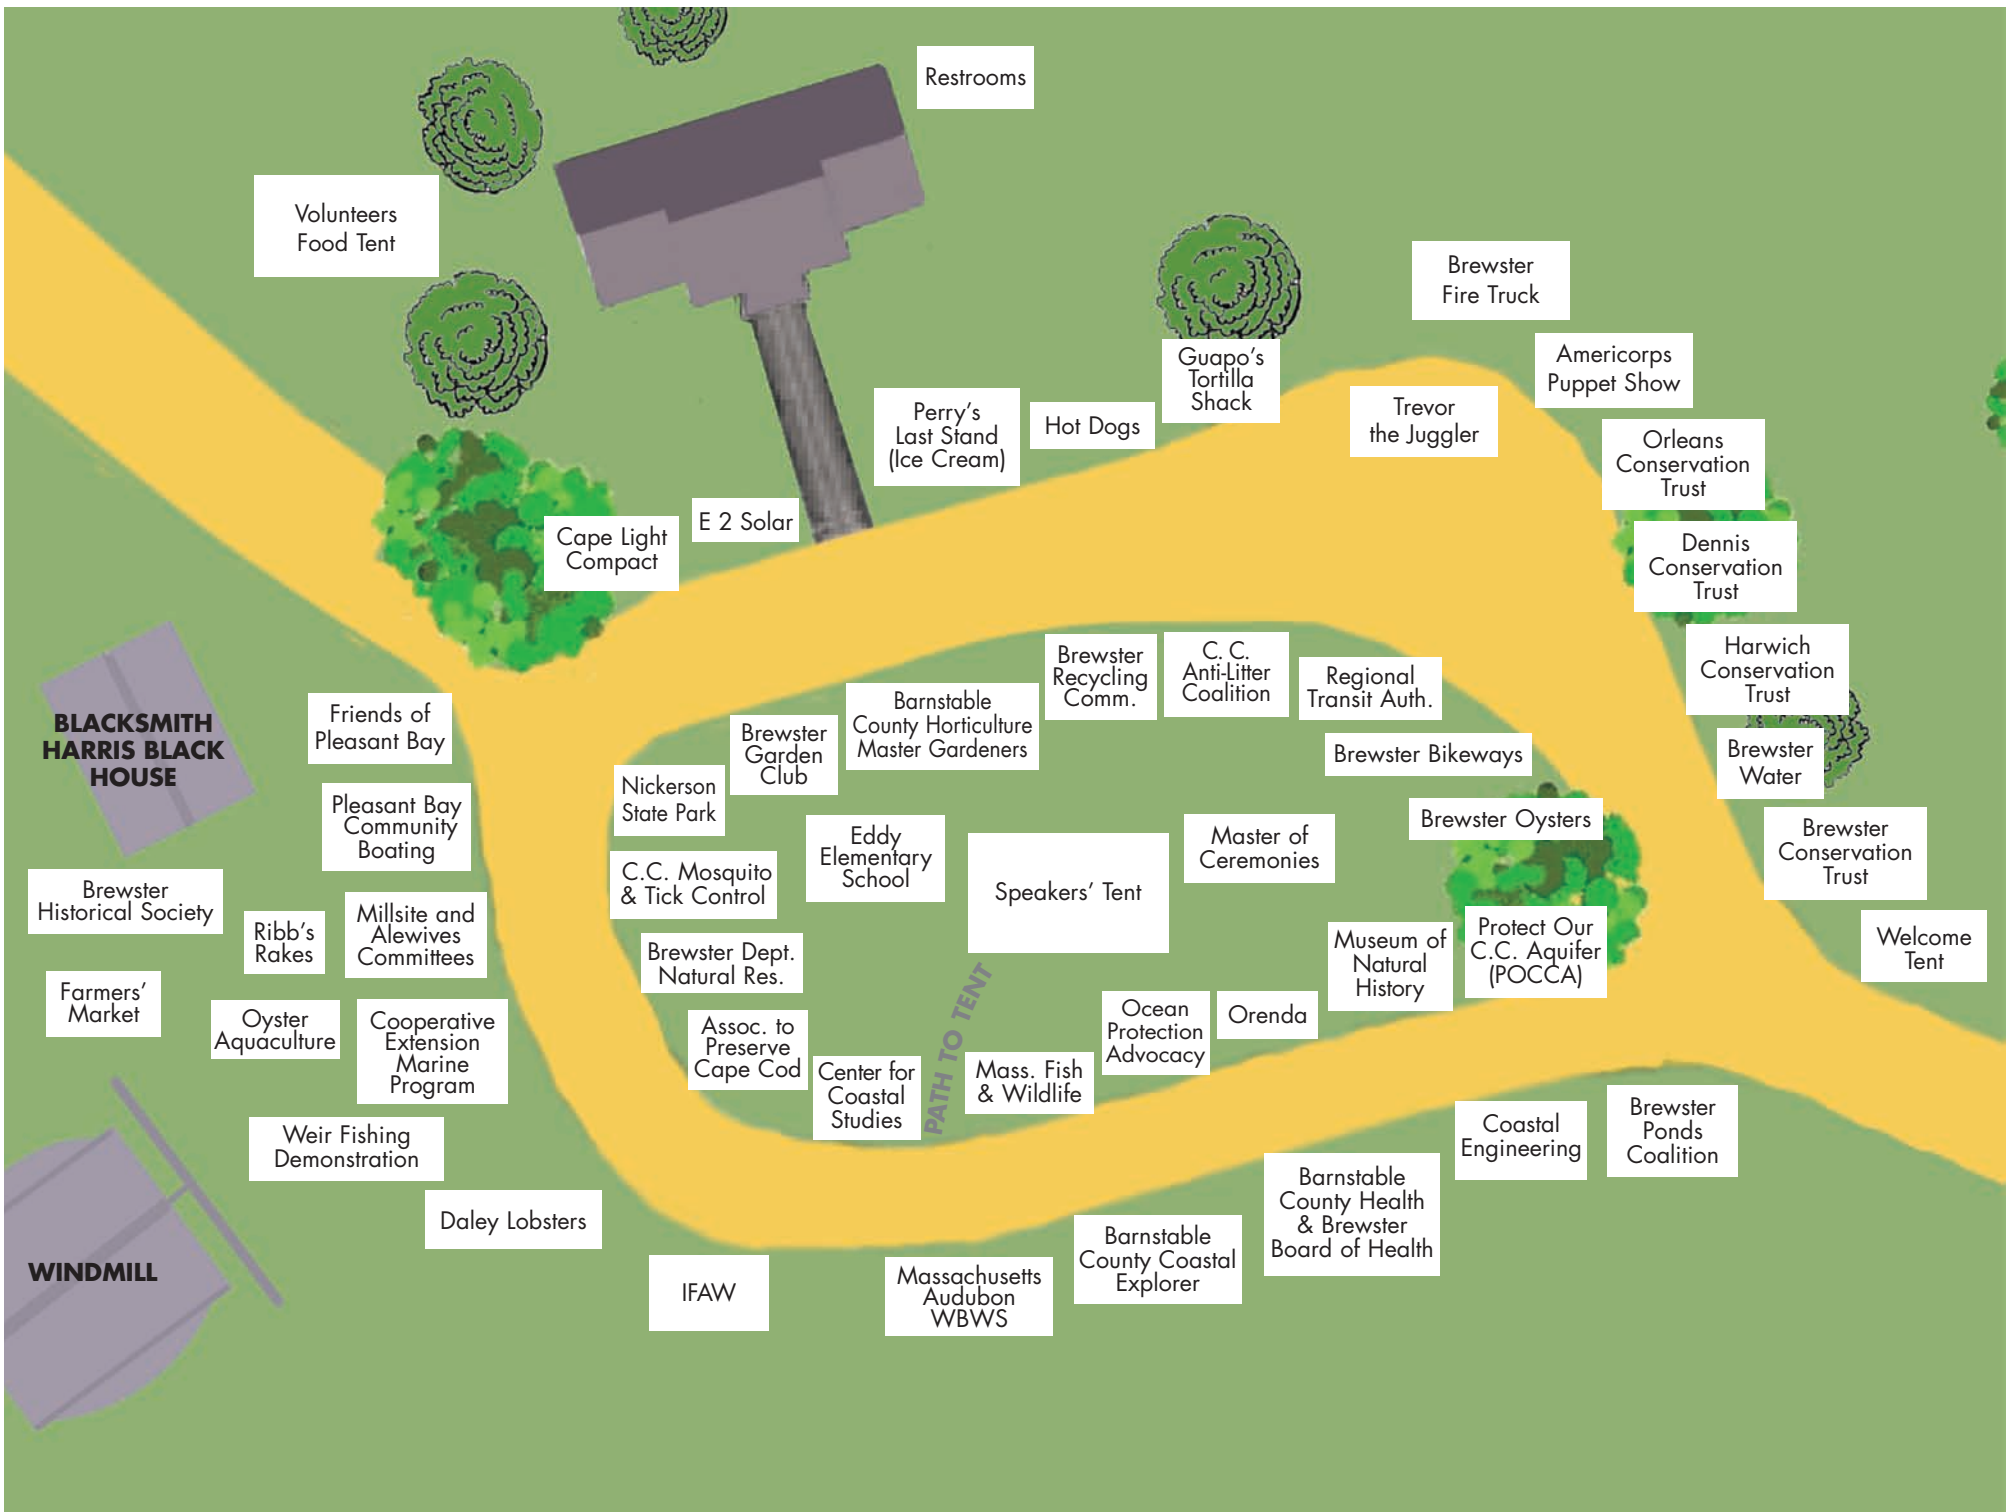 Restrooms
Volunteers
Food Tent
Brewster
Fire Truck
Americorps
Puppet Show
Guapo's
Tortilla
Shack
Perry's
Last Stand
(Ice Cream)
Hot Dogs
Trevor
the Juggler
Orleans
Conservation
Trust
E 2 Solar
Cape Light
Compact
Dennis
Conservation
Trust
Harwich
Conservation
Trust
Brewster
Recycling
Comm.
C. C.
Anti-Litter
Coalition
Regional
Transit Auth.
Barnstable
County Horticulture
Master Gardeners
Brewster
Garden
Club
Brewster Bikeways
Brewster
Water
BLACKSMITH
HARRIS BLACK
HOUSE
Friends of
Pleasant Bay
Nickerson
State Park
Pleasant Bay
Community
Boating
Eddy
Elementary
School
Speakers' Tent
Master of
Ceremonies
Brewster Oysters
Brewster
Conservation
Trust
C.C. Mosquito
& Tick Control
Brewster
Historical Society
Ribb's
Rakes
Millsite and
Alewives
Committees
Brewster Dept.
Natural Res.
Museum of
Natural
History
Protect Our
C.C. Aquifer
(POCCA)
Welcome
Tent
Farmers'
Market
Oyster
Aquaculture
Cooperative
Extension
Marine
Program
Assoc. to
Preserve
Cape Cod
Center for
Coastal
Studies
PATH TO TENT
Mass. Fish
& Wildlife
Ocean
Protection
Advocacy
Orenda
Weir Fishing
Demonstration
Coastal
Engineering
Brewster
Ponds
Coalition
Daley Lobsters
Barnstable
County Health
& Brewster
Board of Health
Barnstable
County Coastal
Explorer
WINDMILL
IFAW
Massachusetts
Audubon
WBWS